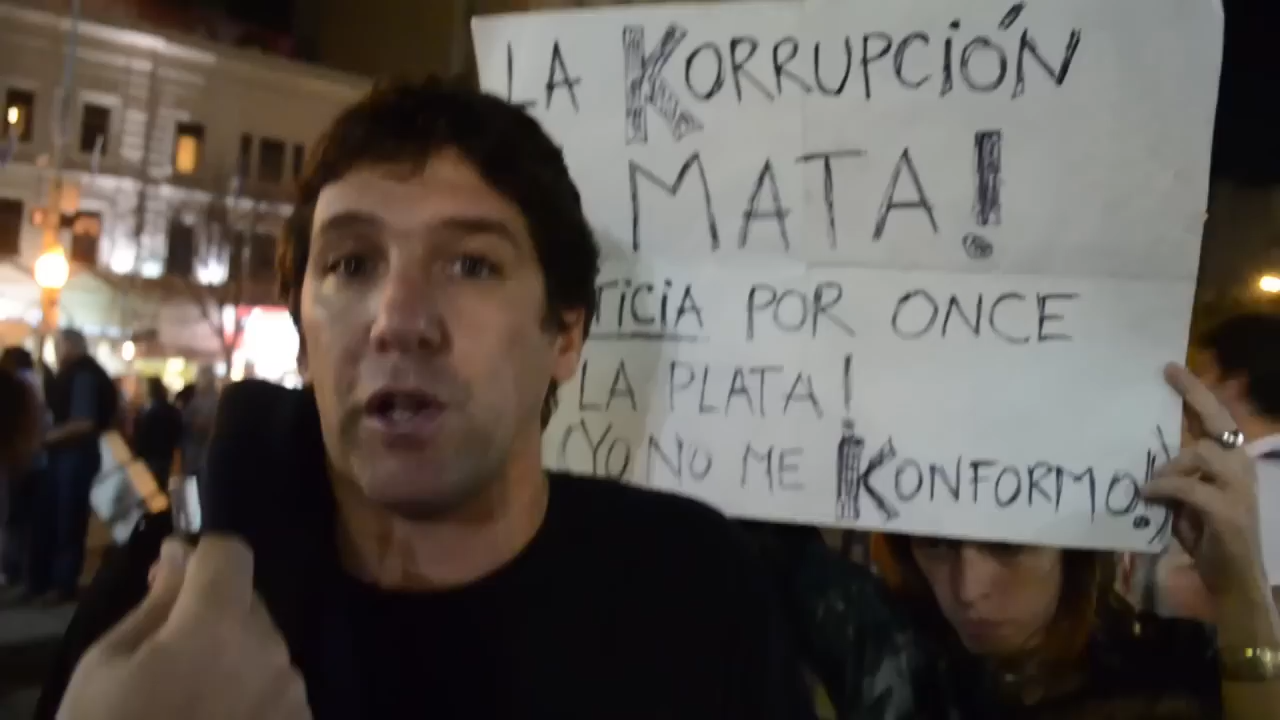 LA KORRUPCIÓN
MATA!
TICIA POR ONCE
LA PLATA!
(YO NO ME KONFORMO!)